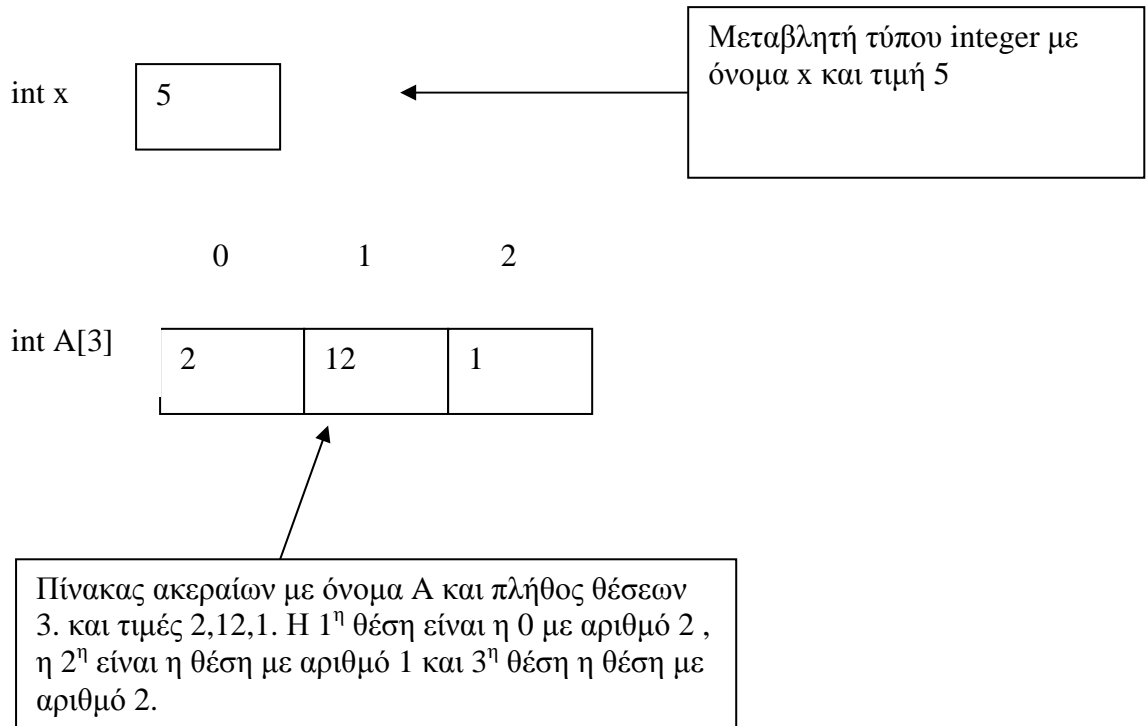 Μεταβλητή τύπου integer με
όνομα x και τιμή 5
int x
5
0 1 2
int A[3]
2 12 1
Πίνακας ακεραίων με όνομα Α και πλήθος θέσεων
3. και τιμές 2,12,1. Η 1η θέση είναι η 0 με αριθμό 2 ,
η 2η είναι η θέση με αριθμό 1 και 3η θέση η θέση με
αριθμό 2.